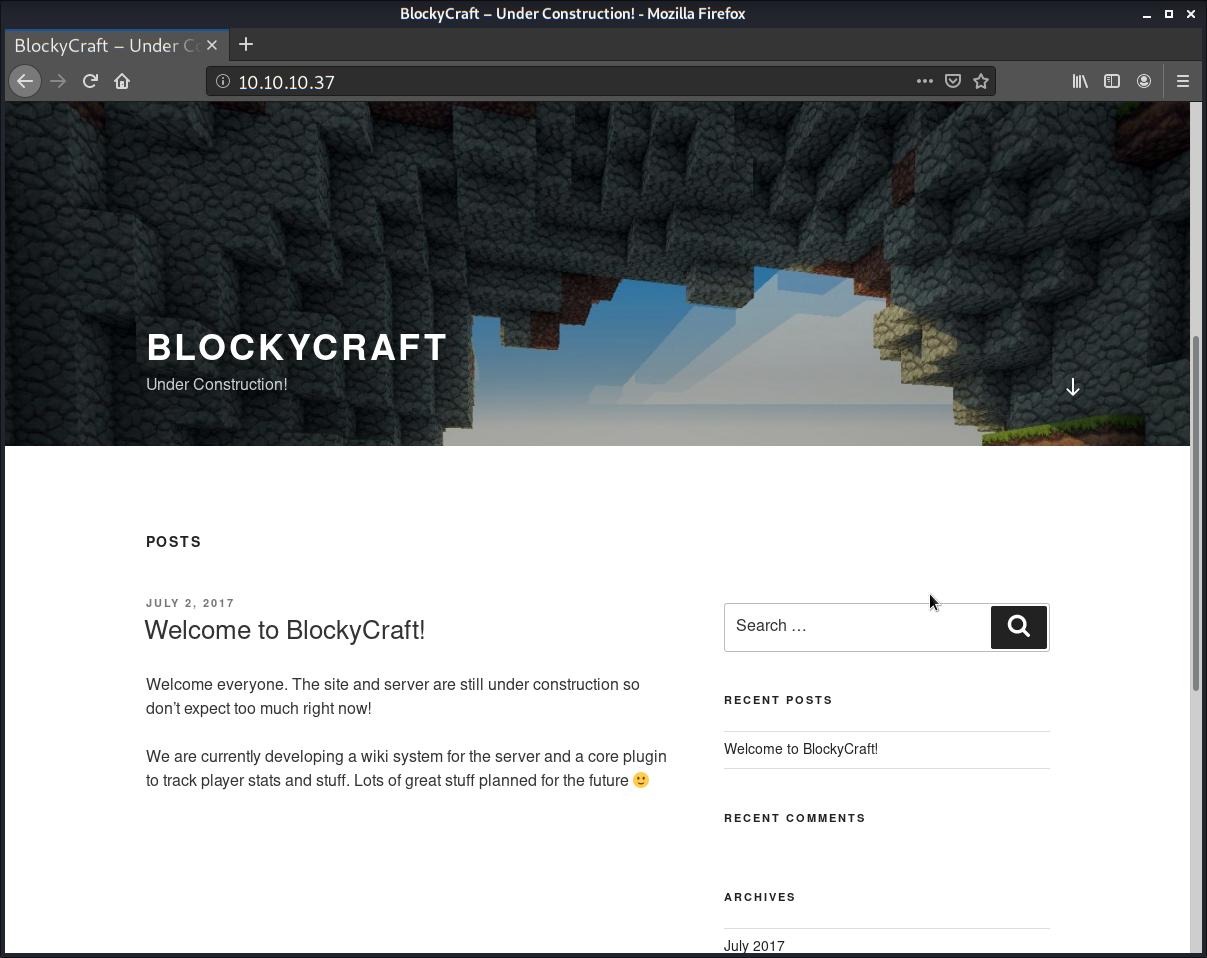 BlockyCraft – Under Construction! - Mozilla Firefox
BlockyCraft – Under Co
10.10.10.37
BLOCKYCRAFT
Under Construction!
POSTS
JULY 2, 2017
Welcome to BlockyCraft!
Welcome everyone. The site and server are still under construction so
don’t expect too much right now!
We are currently developing a wiki system for the server and a core plugin
to track player stats and stuff. Lots of great stuff planned for the future 🙂
Search …
RECENT POSTS
Welcome to BlockyCraft!
RECENT COMMENTS
ARCHIVES
July 2017